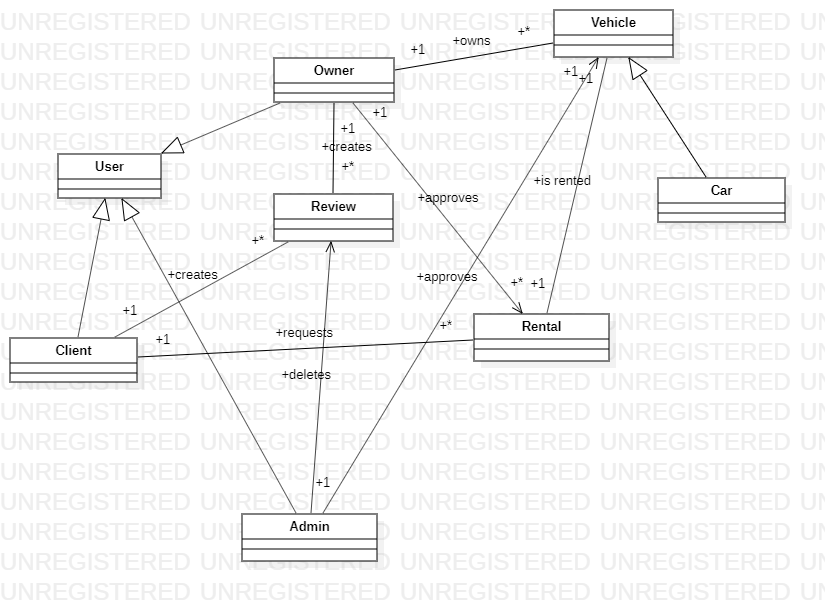 UNREGISTERED
Vehicle
+*
+owns
+1
Owner
+1
+1
+1
+1
+creates
User
+*
+is rented
Car
+approves
Review
+*
+creates
+approves
+* +1
+1
+*
Rental
+requests
+1
Client
+deletes
+1
Admin